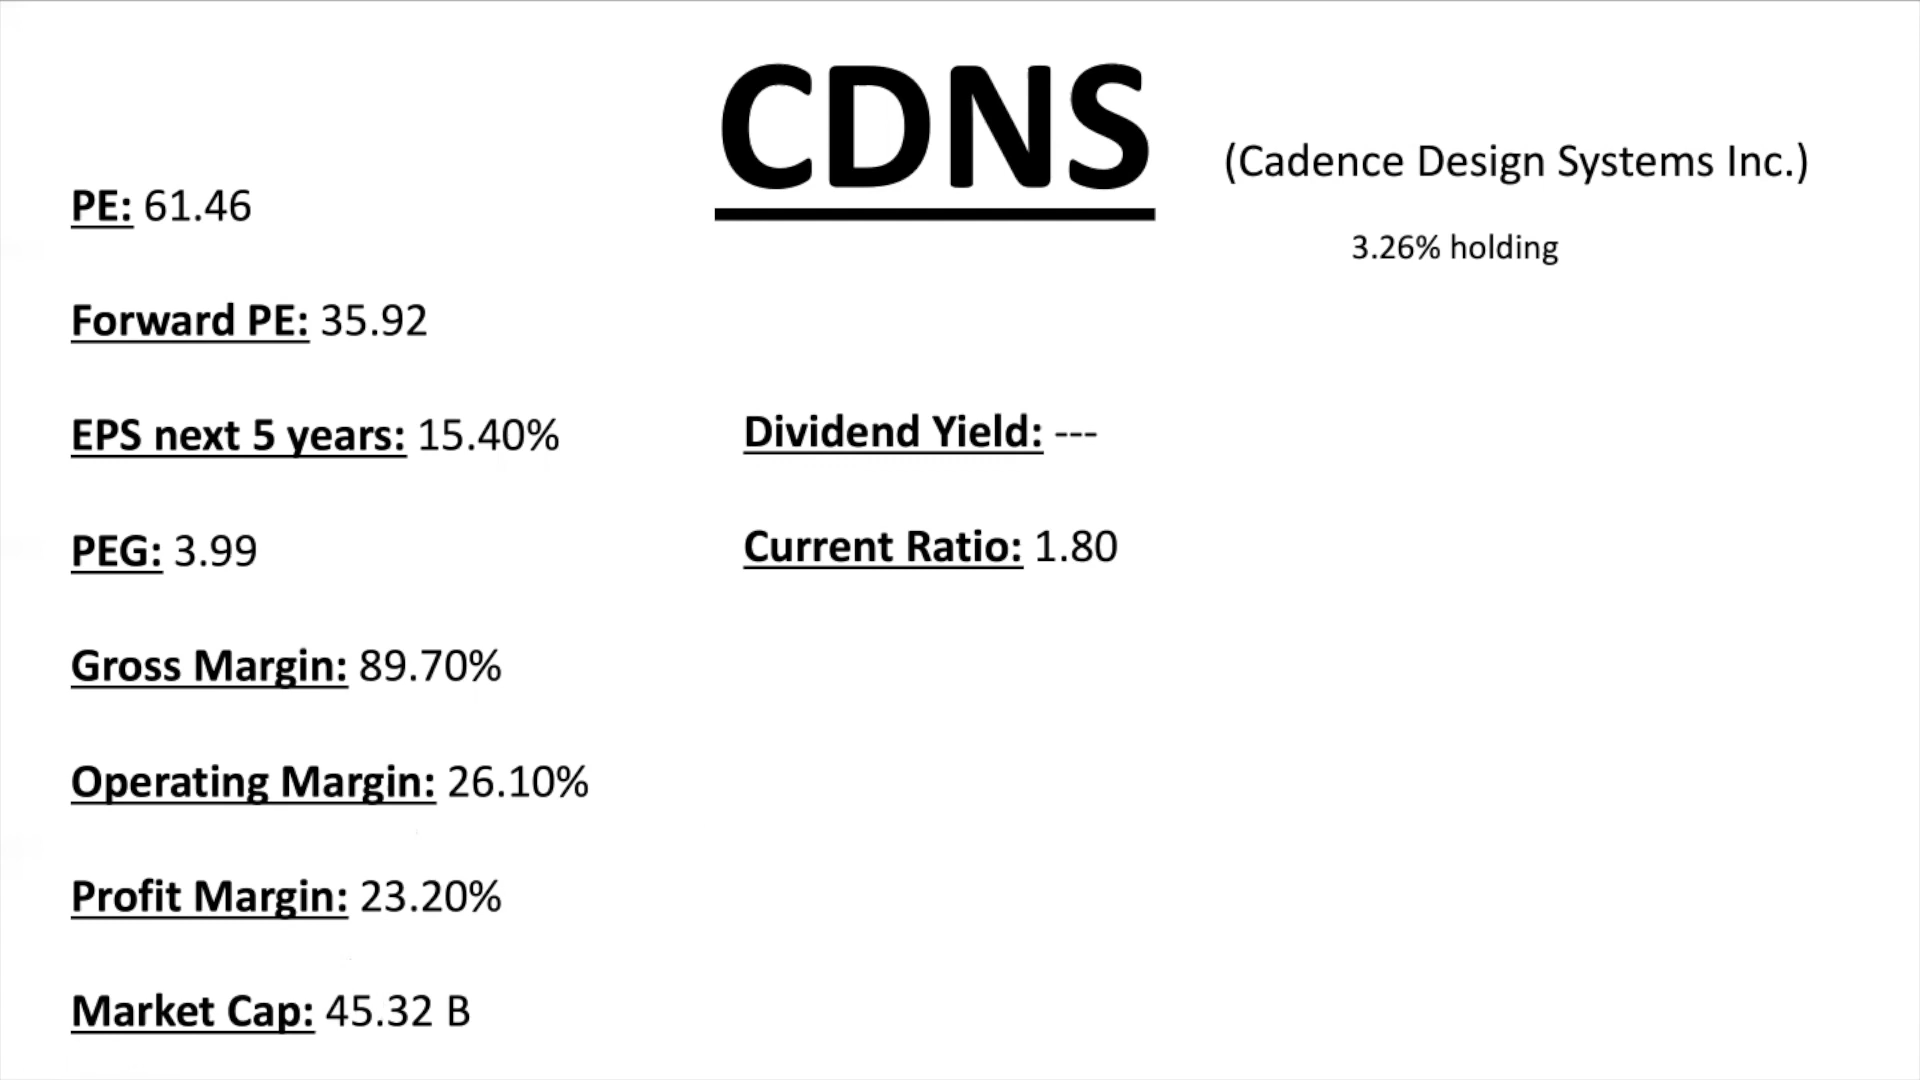 CDNS
(Cadence Design Systems Inc.)
3.26% holding
PE: 61.46
Forward PE: 35.92
EPS next 5 years: 15.40%
PEG: 3.99
Gross Margin: 89.70%
Operating Margin: 26.10%
Profit Margin: 23.20%
Market Cap: 45.32 B
Dividend Yield: ---
Current Ratio: 1.80